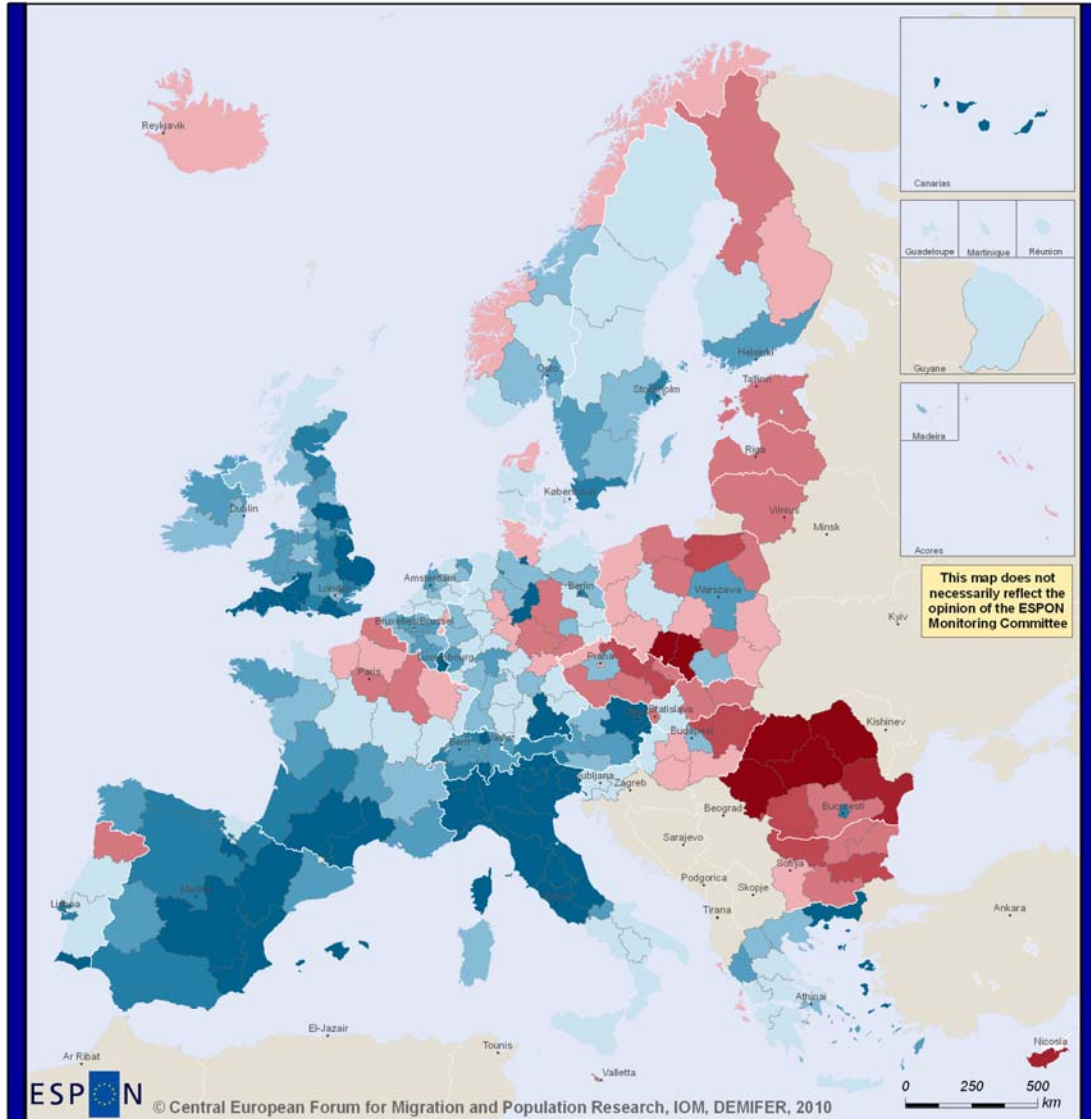 Reykjavik
Canarias
Guadeloupe
Martinique
Réunion
Guyane
Madeira
Acores
This map does not
necessarily reflect the
opinion of the ESPON
Monitoring Committee
Oslo
Helsinki
Tallinn
Stockholm
Riga
København
Vilnius
Minsk
Dublin
Amsterdam
Berlin
Warszawa
London
Bruxelles/Brussel
Kyiv
Luxembourg
Praha
Paris
Bratislava
Kishinev
Budapest
Bern
Ljubljana
Zagreb
Beograd
Bucuresti
Sarajevo
Sofiya
Podgorica
Skopje
Madrid
Tirana
Ankara
Lisboa
Athinai
El-Jazair
Tounis
Nicosia
Ar Ribat
Valletta
0 250 500
km
ESPON
© Central European Forum for Migration and Population Research, IOM, DEMIFER, 2010